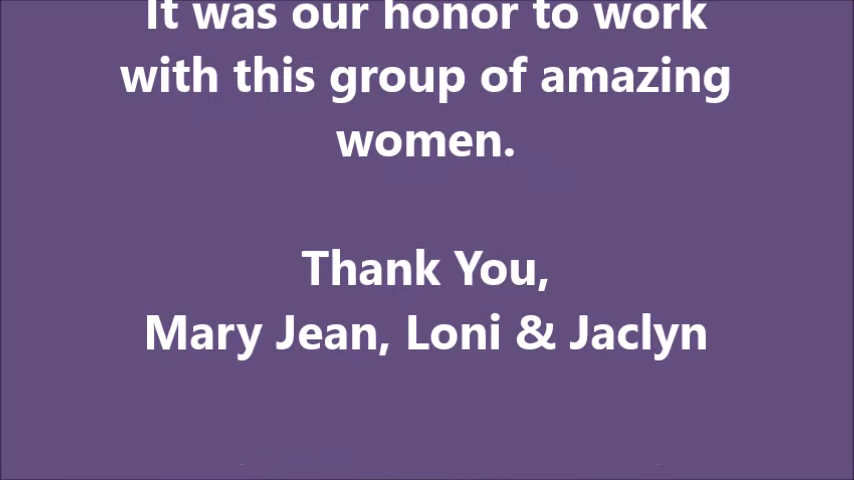 It was our honor to work
with this group of amazing
women.
Thank You,
Mary Jean, Loni & Jaclyn